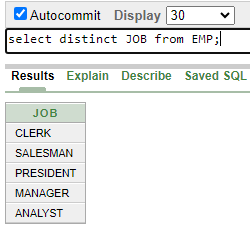 Autocommit Display 30
select distinct JOB from EMP;
Results Explain Describe Saved SQL
JOB
CLERK
SALESMAN
PRESIDENT
MANAGER
ANALYST